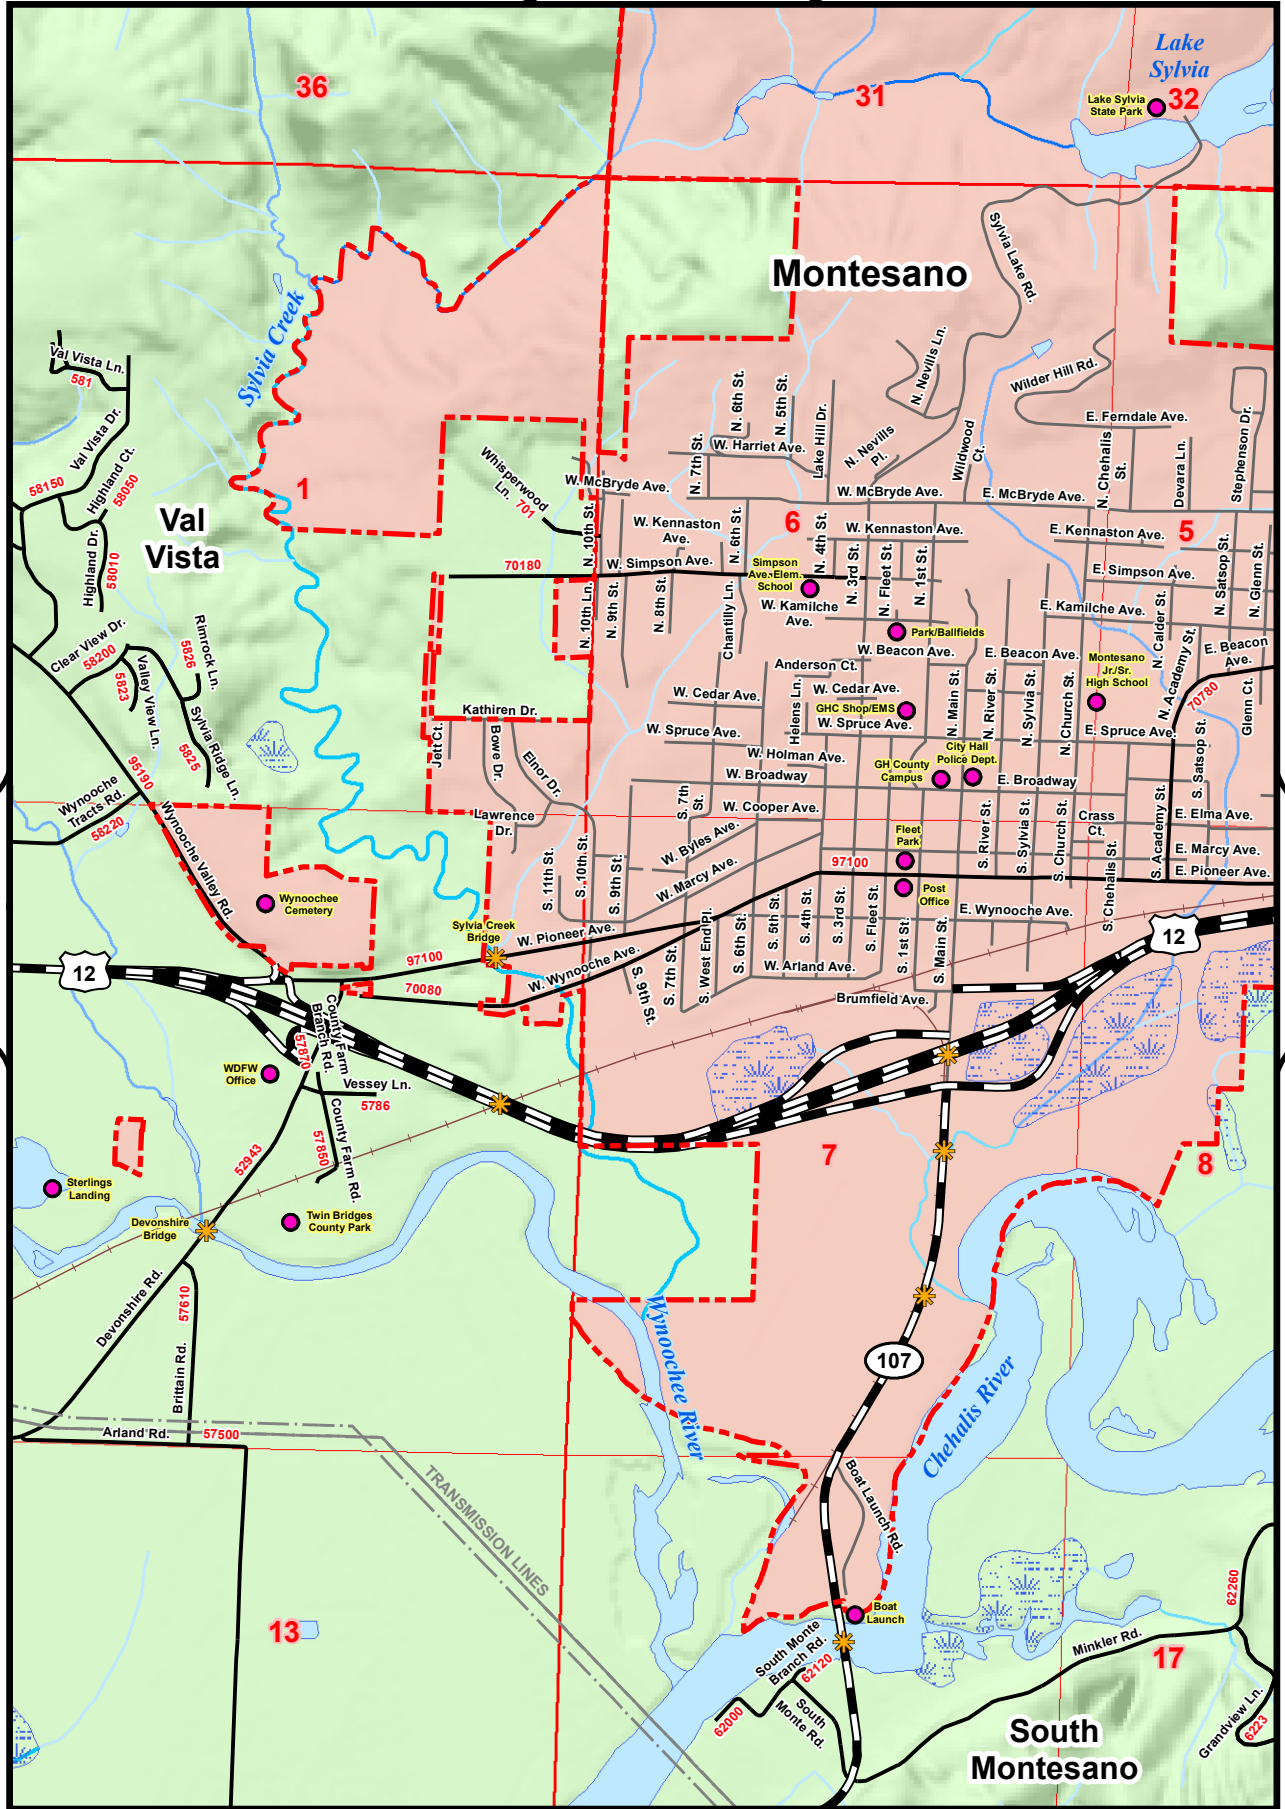 Lake
Sylvia
36
31
32
Lake Sylvia
State Park
Sylvia Lake Rd.
Montesano
Sylvia Creek
Val Vista Ln.
581
Val Vista Dr.
Highland Ct.
58050
58150
Highland Dr.
58010
Val
Vista
1
N. Nevills Ln.
Wilder Hill Rd.
E. Ferndale Ave.
N. 6th St.
N. 5th St.
Lake Hill Dr.
W. Harriet Ave.
N. 7th St.
N. Nevills
Pl.
Wildwood
Ct.
N. Chehalis
St.
Devara Ln.
Stephenson Dr.
Whisperwood
Ln. 701
W. McBryde Ave.
W. McBryde Ave.
E. McBryde Ave.
N. 10th St.
W. Kennaston
Ave.
N. 6th St.
6
N. 4th St.
W. Kennaston Ave.
E. Kennaston Ave.
5
70180
W. Simpson Ave.
Simpson
Ave. Elem.
School
N. 3rd St.
N. Fleet St.
N. 1st St.
E. Simpson Ave.
N. Satsop St.
N. Glenn St.
N. 10th Ln.
N. 9th St.
N. 8th St.
Chantilly Ln.
W. Kamilche
Ave.
E. Kamilche Ave.
N. Calder St.
Park/Ballfields
W. Beacon Ave.
E. Beacon Ave.
E. Beacon
Ave.
N. Academy St.
Clear View Dr.
58200
5823
Valley View Ln.
Rimrock Ln.
5826
Sylvia Ridge Ln.
5825
Anderson Ct.
Montesano
Jr./Sr.
High School
W. Cedar Ave.
W. Cedar Ave.
Helens Ln.
N. Main St.
N. River St.
N. Sylvia St.
N. Church St.
70780
Glenn Ct.
Kathiren Dr.
GHC Shop/EMS
W. Spruce Ave.
W. Spruce Ave.
E. Spruce Ave.
Jett Ct.
Bowe Dr.
Elnor Dr.
W. Holman Ave.
City Hall
Police Dept.
GH County
Campus
W. Broadway
E. Broadway
S. Satsop St.
95190
Wynooche
Tracts Rd.
58220
Wynooche Valley Rd.
Lawrence
Dr.
S. 7th
St.
W. Cooper Ave.
Crass
Ct.
E. Elma Ave.
W. Byles Ave.
Fleet
Park
S. River St.
S. Sylvia St.
S. Church St.
S. Academy St.
E. Marcy Ave.
W. Marcy Ave.
97100
E. Pioneer Ave.
S. 11th St.
S. 10th St.
S. 9th St.
Post
Office
S. Chehalis St.
Wynoochee
Cemetery
Sylvia Creek
Bridge
W. Pioneer Ave.
E. Wynooche Ave.
S. West End Pl.
S. 6th St.
S. 5th St.
S. 4th St.
S. 3rd St.
S. Fleet St.
S. 1st St.
S. Main St.
12
12
97100
70080
W. Wynooche Ave.
S. 9th St.
S. 7th St.
W. Arland Ave.
Brumfield Ave.
County Farm
Branch Rd.
57870
WDFW
Office
Vessey Ln.
5786
County Farm Rd.
57850
52943
7
8
Sterlings
Landing
Devonshire
Bridge
Twin Bridges
County Park
Devonshire Rd.
57610
Brittain Rd.
Wynoochee River
107
Chehalis River
Arland Rd.
57500
TRANSMISSION LINES
Boat Launch Rd.
13
Boat
Launch
62260
South Monte
Branch Rd.
62120
62000
South
Monte Rd.
Minkler Rd.
17
Grandview Ln.
6223
South
Montesano